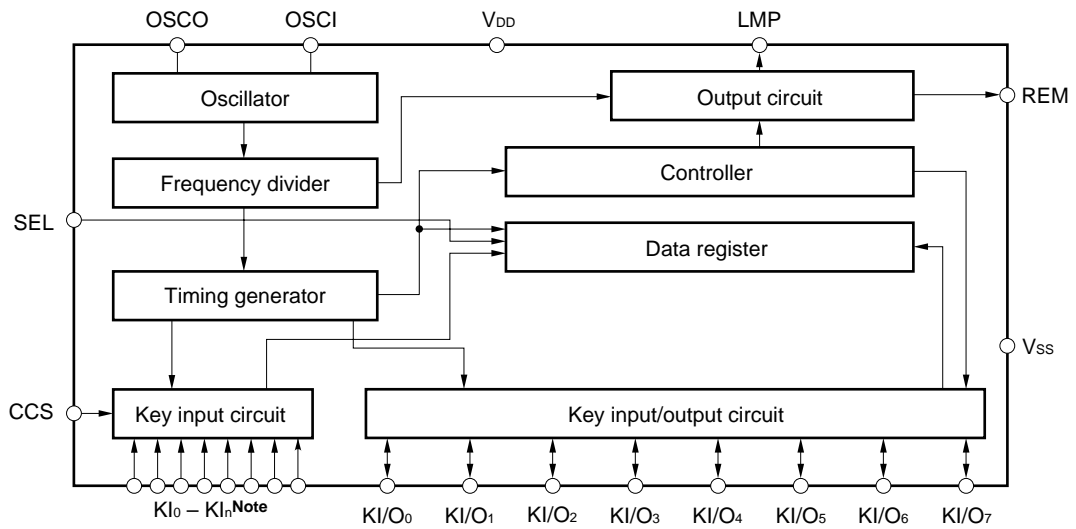 OSCO OSCI VDD LMP
Oscillator
Output circuit
REM
Frequency divider
Controller
SEL
Data register
Timing generator
VSS
CCS
Key input circuit
Key input/output circuit
KI0 – KInNote
KI/O0 KI/O1 KI/O2 KI/O3 KI/O4 KI/O5 KI/O6 KI/O7